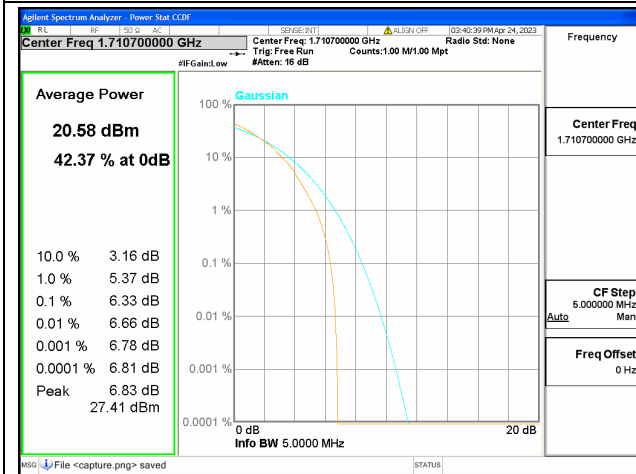 Agilent Spectrum Analyzer - Power Stat CCDF
RL RF 50 Ω AC SENSE:INT ALIGN OFF 03:40:39 PM Apr 24, 2023
Center Freq 1.710700000 GHz
Center Freq: 1.710700000 GHz Radio Std: None
Trig: Free Run Counts:1.00 M/1.00 Mpt
#IFGain:Low #Atten: 16 dB
Frequency
Average Power
20.58 dBm
42.37 % at 0dB
10.0 % 3.16 dB
1.0 % 5.37 dB
0.1 % 6.33 dB
0.01 % 6.66 dB
0.001 % 6.78 dB
0.0001 % 6.81 dB
Peak 6.83 dB
27.41 dBm
Gaussian
100 %
10 %
1 %
0.1 %
0.01 %
0.001 %
0.0001 %
0 dB 20 dB
Info BW 5.0000 MHz
Center Freq
1.710700000 GHz
CF Step
5.000000 MHz
Auto Man
Freq Offset
0 Hz
MSG File <capture.png> saved STATUS